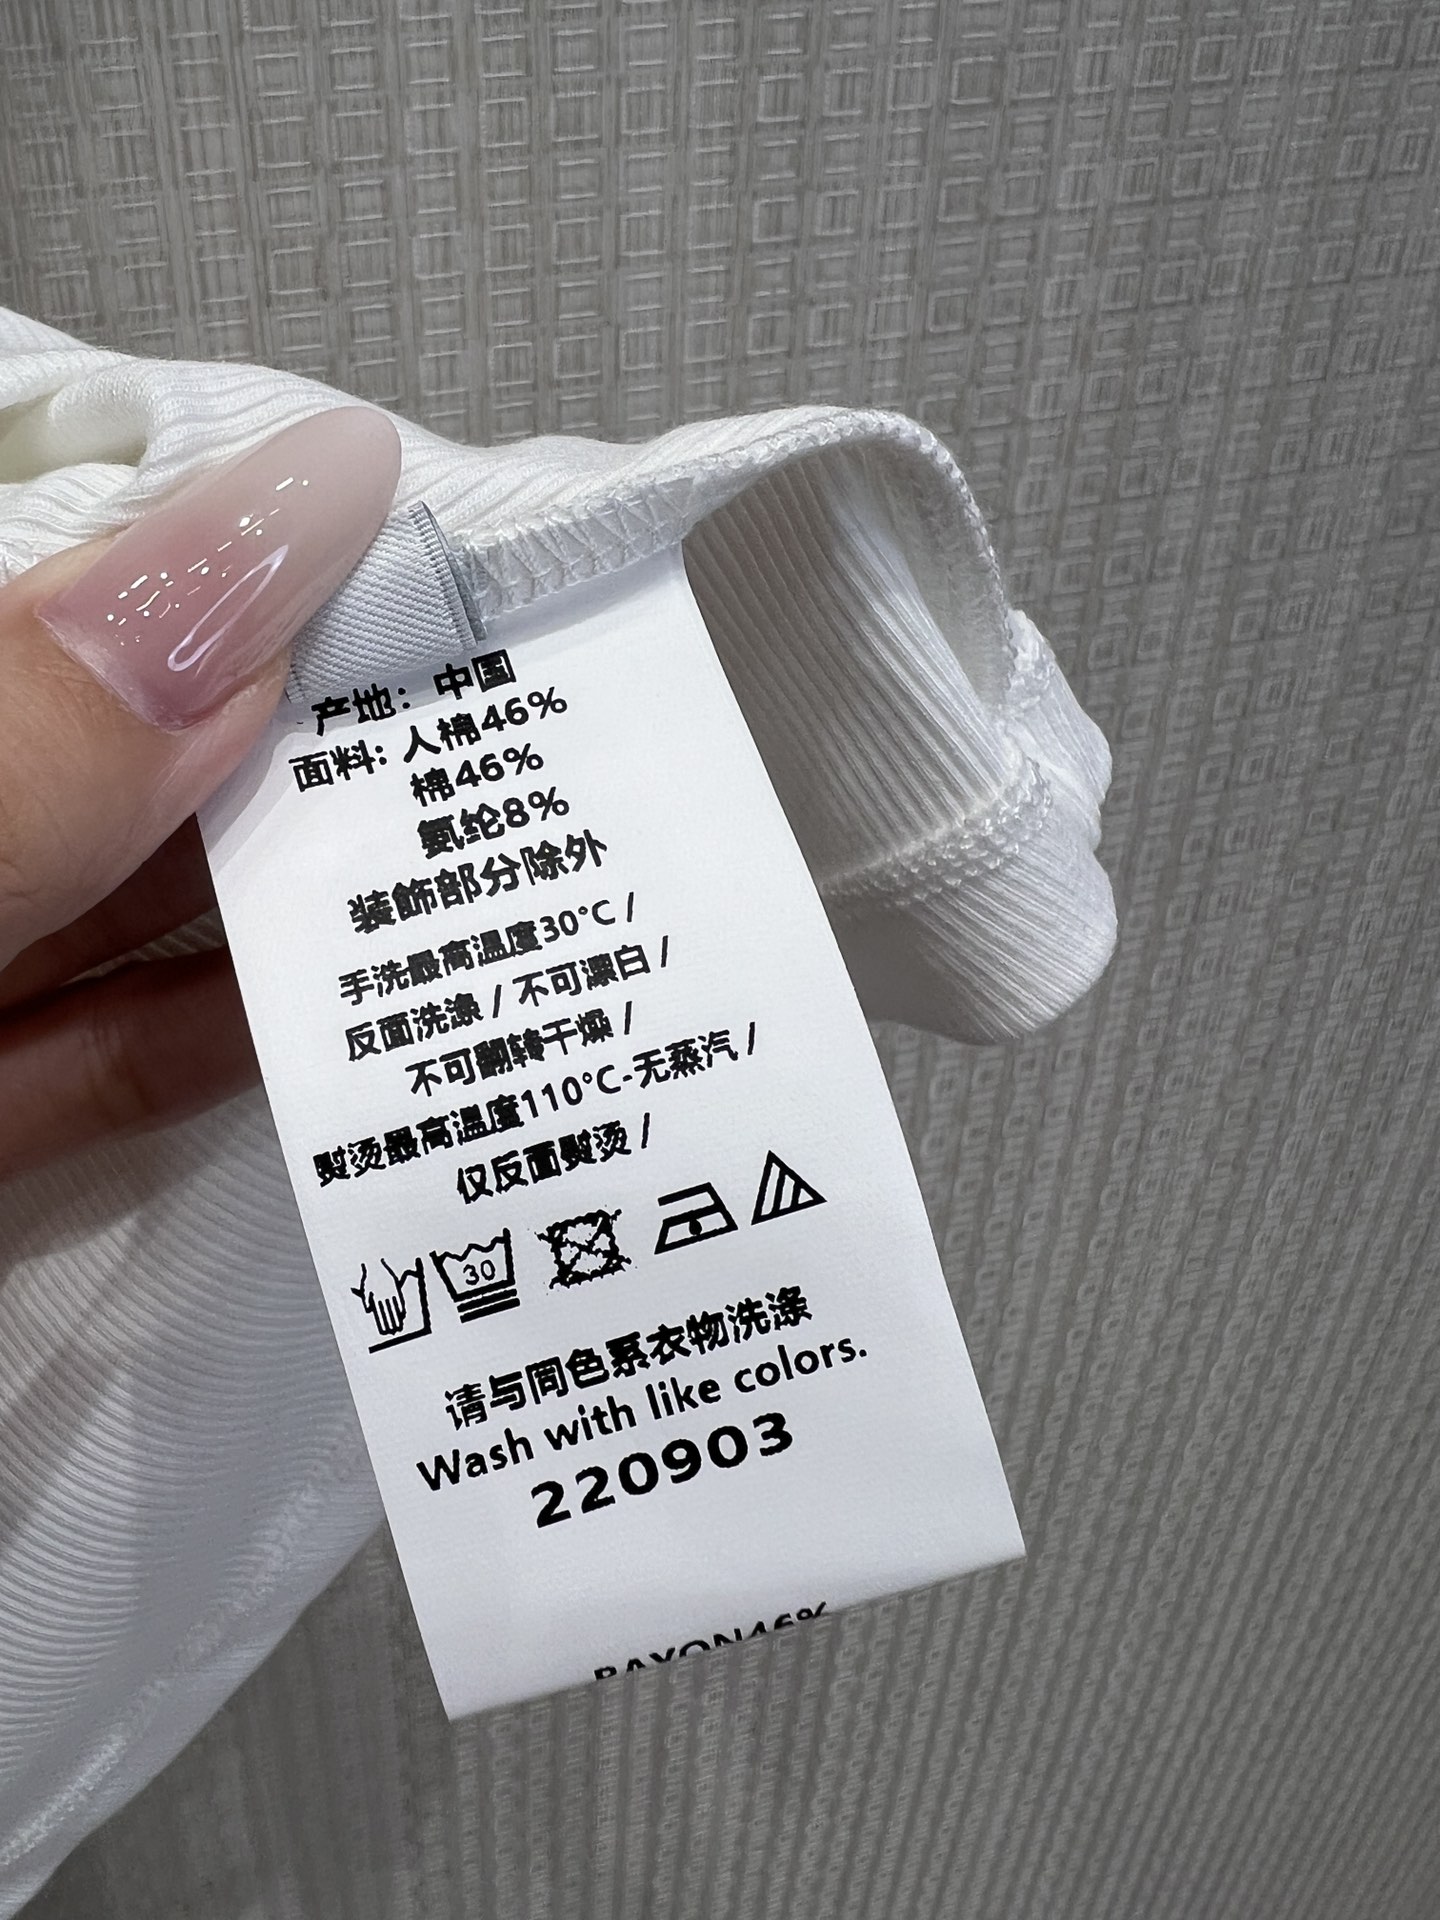 产地：中国
面料：人棉46%
棉46%
氨纶8%
装飾部分除外
手洗最高温度30°C /
反面洗涤 / 不可漂白 /
不可翻转干燥 /
熨烫最高温度110°C-无蒸汽 /
仅反面熨烫 /
30
请与同色系衣物洗涤
Wash with like colors.
220903
RAYON46%